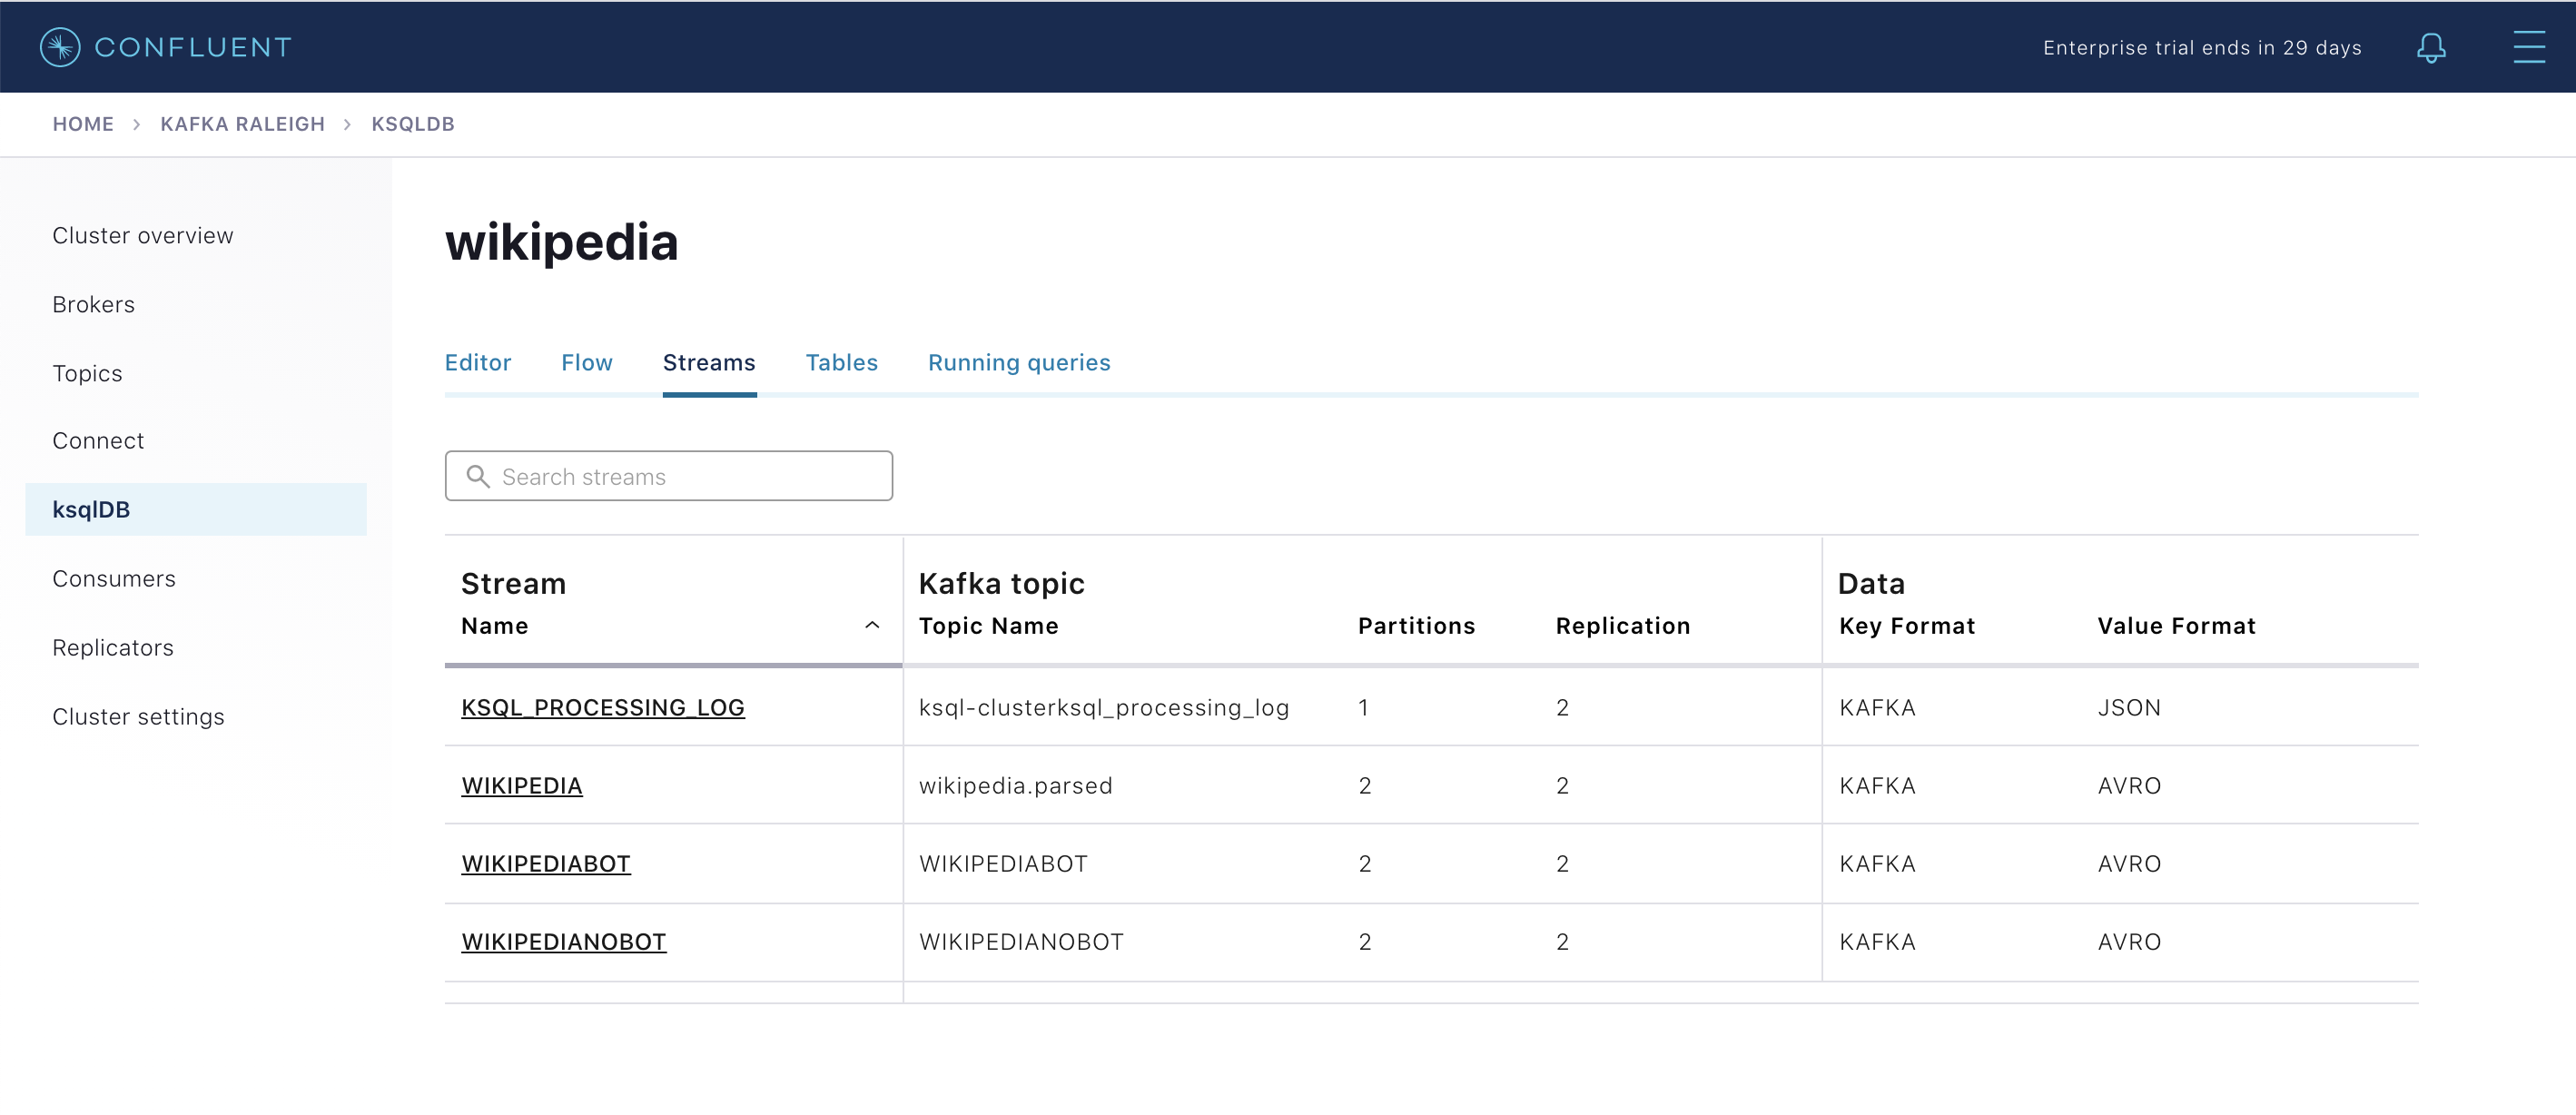 CONFLUENT
Enterprise trial ends in 29 days
HOME > KAFKA RALEIGH > KSQLDB
Cluster overview
Brokers
Topics
Connect
ksqlDB
Consumers
Replicators
Cluster settings
wikipedia
Editor Flow Streams Tables Running queries
Search streams
Stream Kafka topic Data
Name Topic Name Partitions Replication Key Format Value Format
KSQL_PROCESSING_LOG ksql-clusterksql_processing_log 1 2 KAFKA JSON
WIKIPEDIA wikipedia.parsed 2 2 KAFKA AVRO
WIKIPEDIABOT WIKIPEDIABOT 2 2 KAFKA AVRO
WIKIPEDIANOBOT WIKIPEDIANOBOT 2 2 KAFKA AVRO